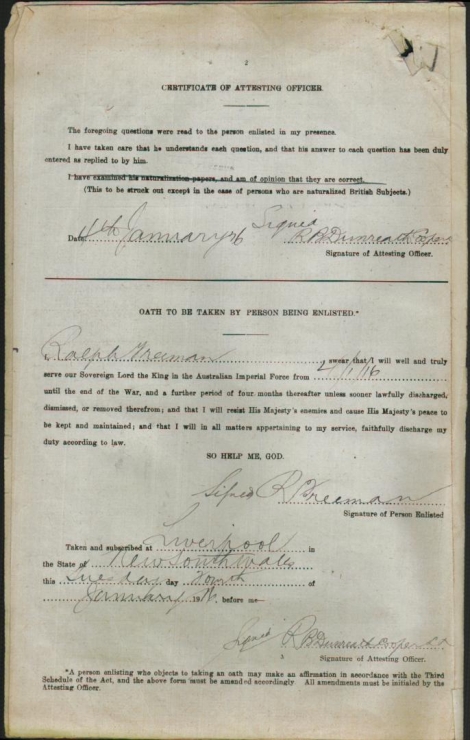 CERTIFICATE OF ATTESTING OFFICER.
The foregoing questions were read to the person enlisted in my presence.
I have taken care that he understands each question, and that his answer to each question has been duly
entered as replied to by him.
I have examined his naturalization papers, and am of opinion that they are correct.
(This to be struck out except in the case of persons who are naturalized British Subjects.)
Date 4th January 16 Signed R B
Signature of Attesting Officer.
OATH TO BE TAKEN BY PERSON BEING ENLISTED.*
I, Ralph Freeman swear that I will well and truly
serve our Sovereign Lord the King in the Australian Imperial Force from 4/1/16
until the end of the War, and a further period of four months thereafter unless sooner lawfully discharged,
dismissed, or removed therefrom; and that I will resist His Majesty's enemies and cause His Majesty's peace to
be kept and maintained; and that I will in all matters appertaining to my service, faithfully discharge my
duty according to law.
SO HELP ME, GOD.
Signed R Freeman
Signature of Person Enlisted
Taken and subscribed at Liverpool in
the State of New South Wales
this Tuesday day Fourth of
January 1916, before me—
Signed R B
Signature of Attesting Officer.
*A person enlisting who objects to taking an oath may make an affirmation in accordance with the Third
Schedule of the Act, and the above form must be amended accordingly. All amendments must be initialed by the
Attesting Officer.